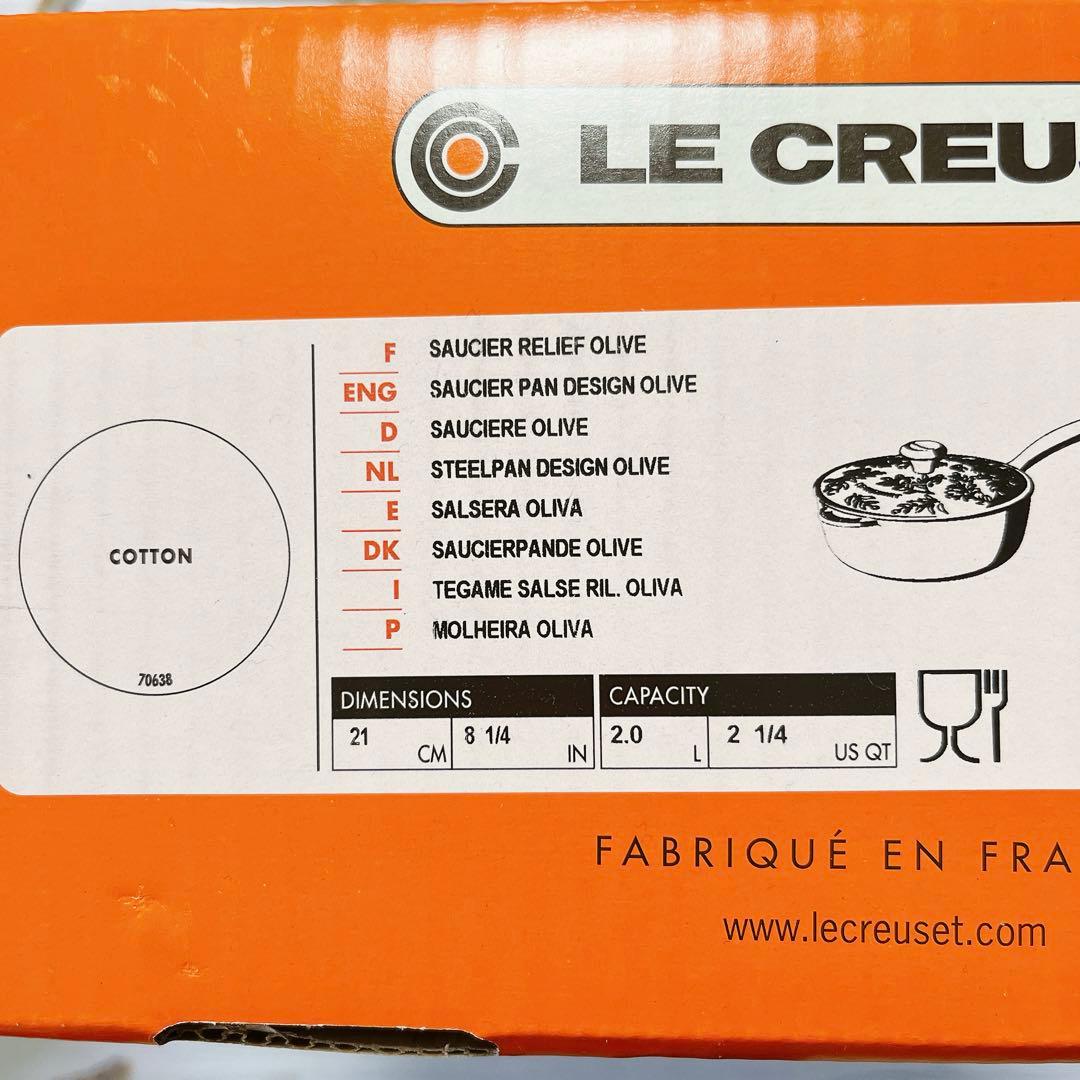 LE CREU
F SAUCIER RELIEF OLIVE
ENG SAUCIER PAN DESIGN OLIVE
D SAUCIERE OLIVE
NL STEELPAN DESIGN OLIVE
E SALSERA OLIVA
DK SAUCIERPANDE OLIVE
I TEGAME SALSE RIL. OLIVA
P MOLHEIRA OLIVA
COTTON
70638
DIMENSIONS CAPACITY
21 CM 8 1/4 IN 2.0 L 2 1/4 US QT
FABRIQUÉ EN FRA
www.lecreuset.com